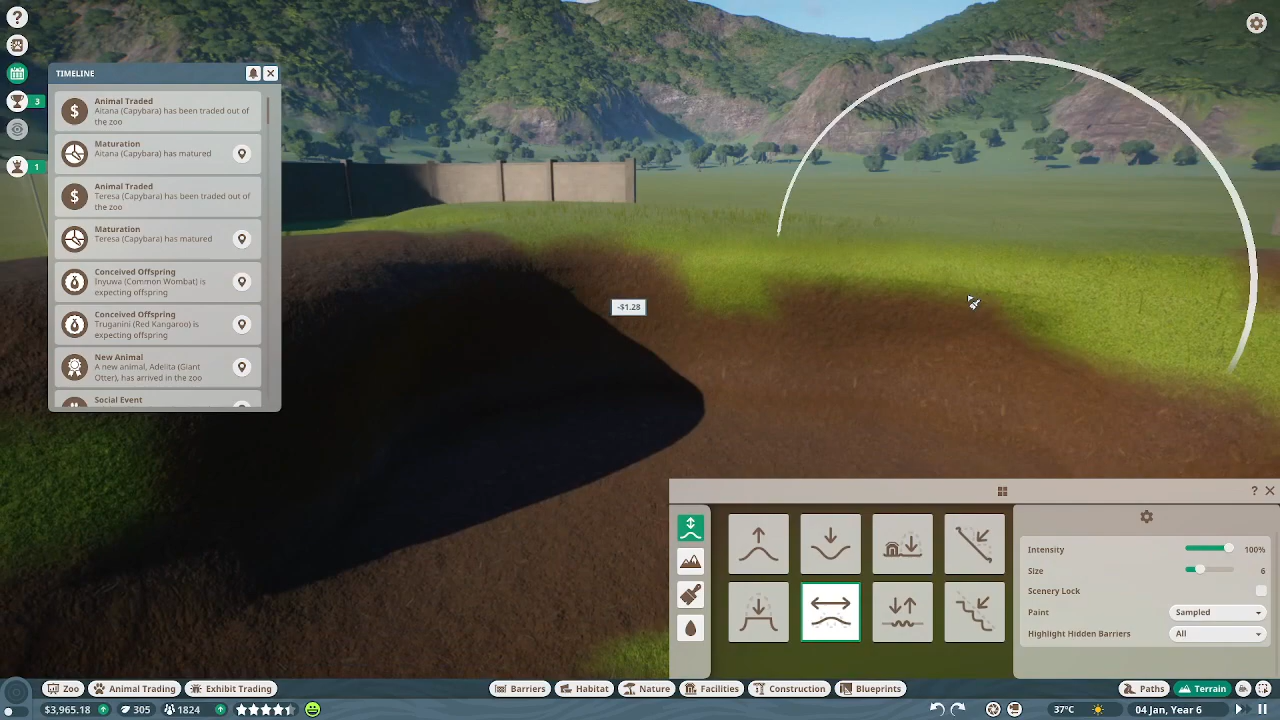 TIMELINE
Animal Traded
Aitana (Capybara) has been traded out of
the zoo
Maturation
Aitana (Capybara) has matured
Animal Traded
Teresa (Capybara) has been traded out of
the zoo
Maturation
Teresa (Capybara) has matured
Conceived Offspring
Inyuwa (Common Wombat) is
expecting offspring
Conceived Offspring
Truganini (Red Kangaroo) is
expecting offspring
New Animal
A new animal, Adelita (Giant
Otter), has arrived in the zoo
Social Event
3
1
-$1.28
?
?
Intensity 100%
Size 6
Scenery Lock
Paint Sampled
Highlight Hidden Barriers All
Zoo Animal Trading Exhibit Trading Barriers Habitat Nature Facilities Construction Blueprints Paths Terrain
$3,965.18 305 1824 37°C 04 Jan, Year 6